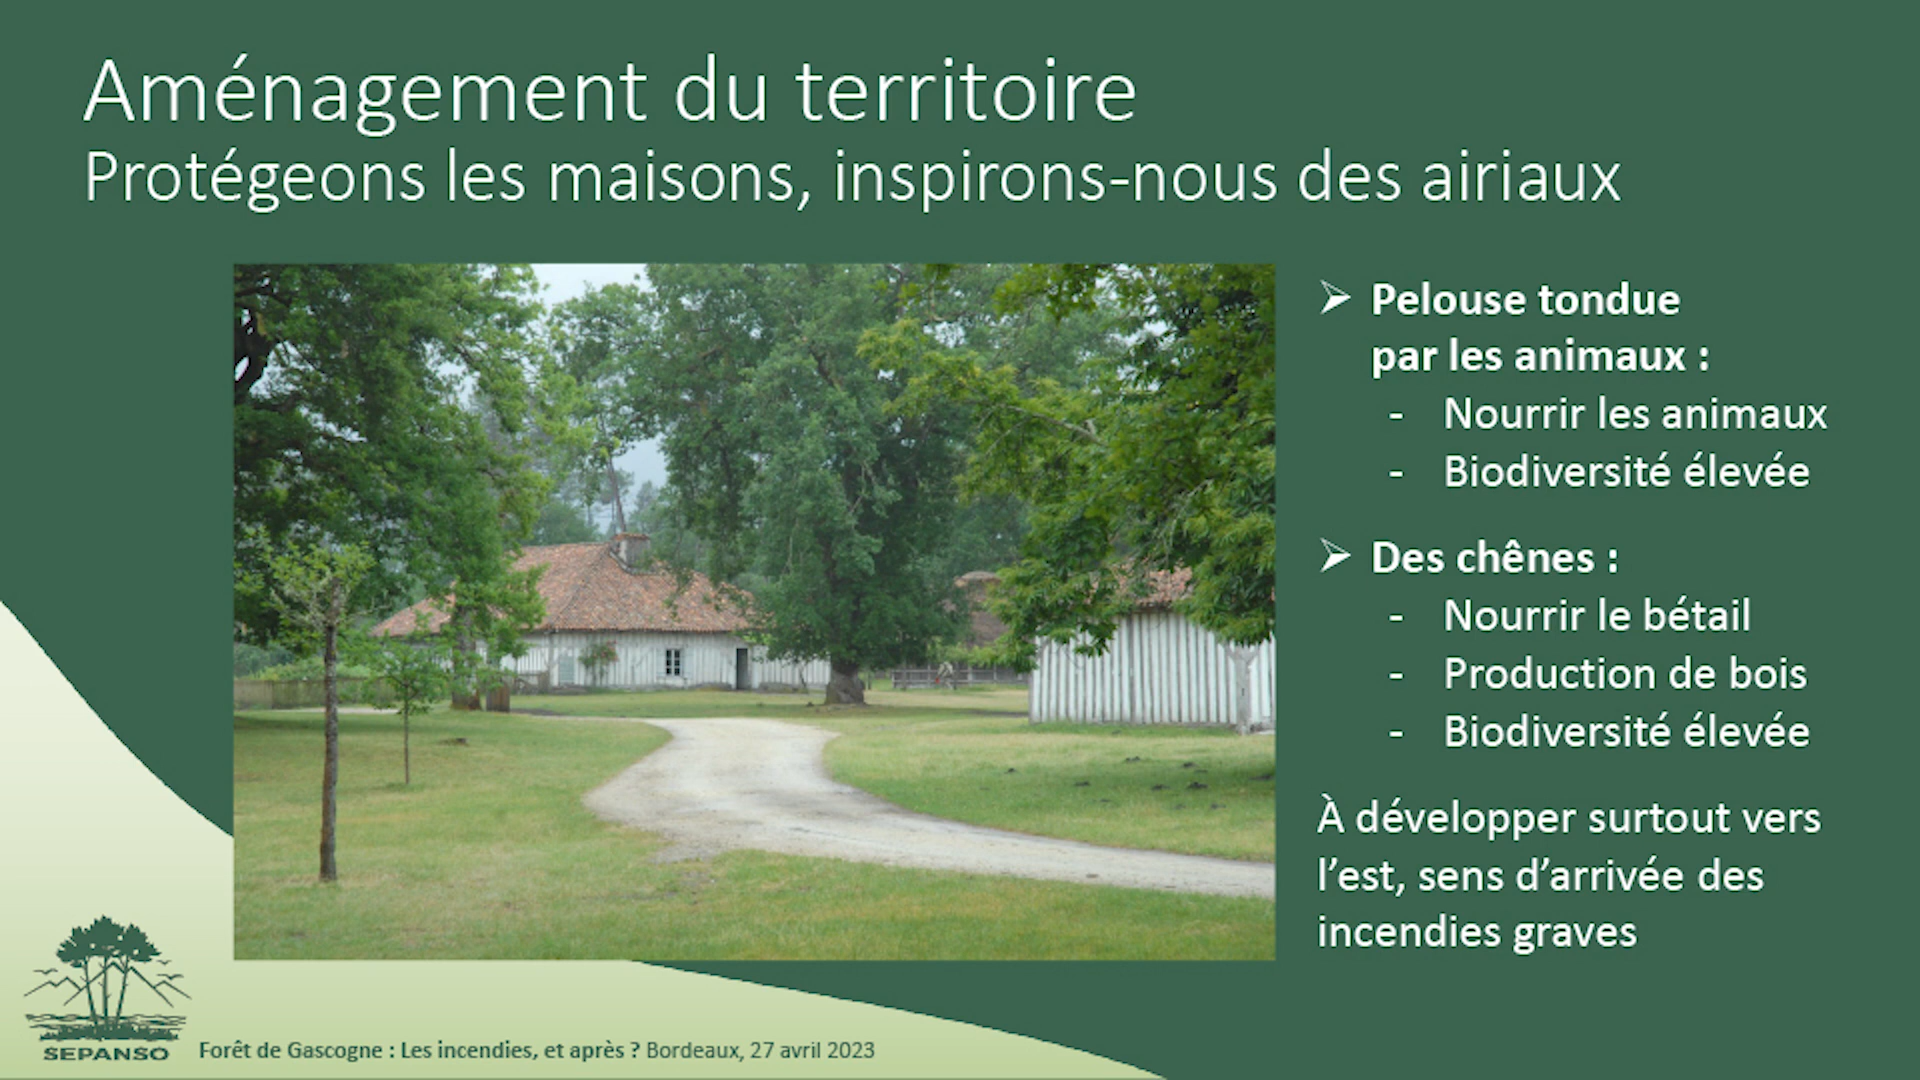 Aménagement du territoire
Protégeons les maisons, inspirons-nous des airiaux
➢ Pelouse tondue
par les animaux :
- Nourrir les animaux
- Biodiversité élevée
➢ Des chênes :
- Nourrir le bétail
- Production de bois
- Biodiversité élevée
À développer surtout vers
l’est, sens d’arrivée des
incendies graves
SEPANSO
Forêt de Gascogne : Les incendies, et après ? Bordeaux, 27 avril 2023